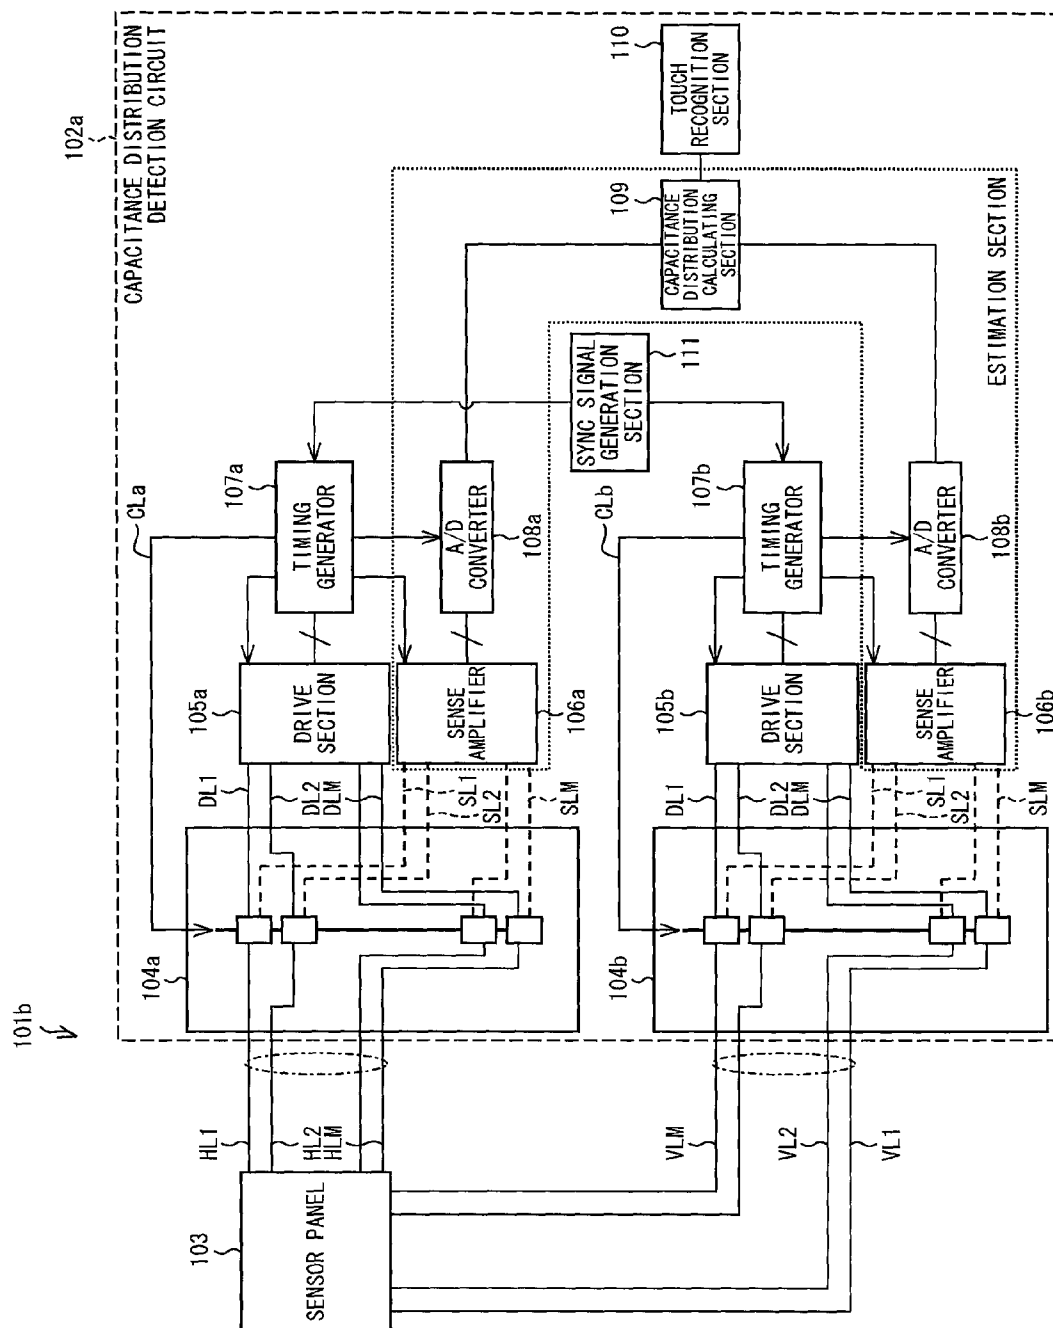 101b
102a
CAPACITANCE DISTRIBUTION
DETECTION CIRCUIT
103
SENSOR PANEL
HL1
HL2
HLM
VLM
VL2
VL1
104a
CLa
DL1
DL2
DLM
SL1
SL2
SLM
105a
DRIVE
SECTION
SENSE
AMPLIFIER
106a
107a
TIMING
GENERATOR
A/D
CONVERTER
108a
SYNC SIGNAL
GENERATION
SECTION
111
109
CAPACITANCE
DISTRIBUTION
CALCULATING
SECTION
110
TOUCH
RECOGNITION
SECTION
104b
CLb
DL1
DL2
DLM
SL1
SL2
SLM
105b
DRIVE
SECTION
SENSE
AMPLIFIER
106b
107b
TIMING
GENERATOR
A/D
CONVERTER
108b
ESTIMATION SECTION